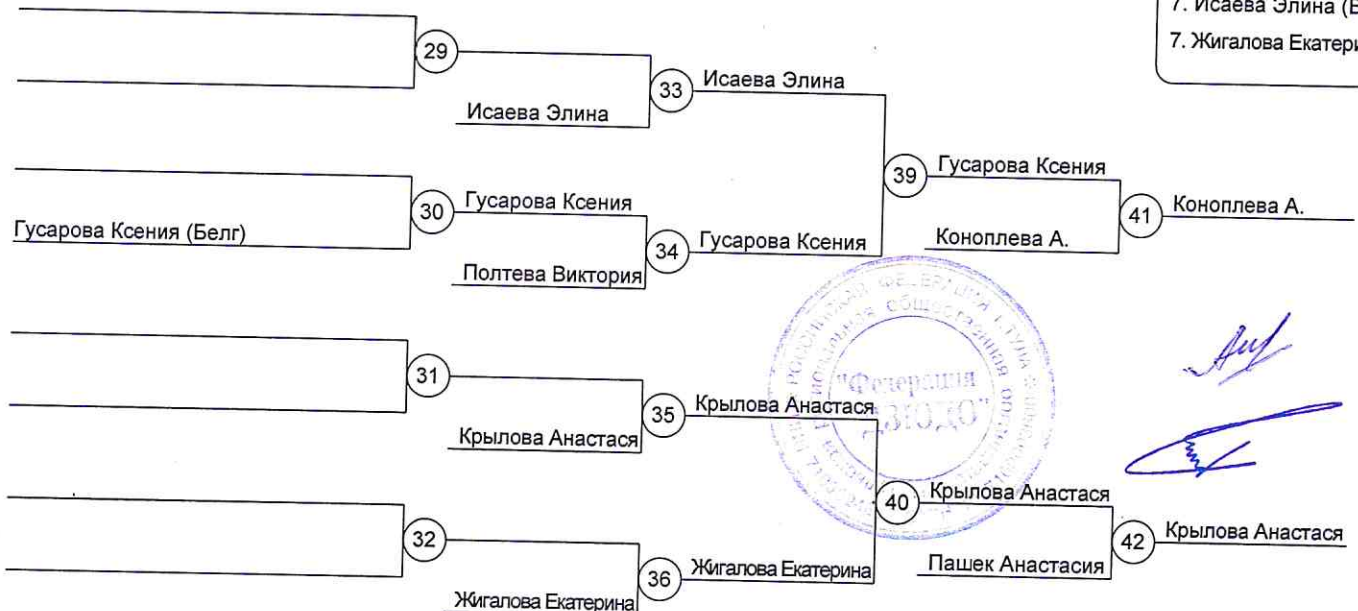 7. Исаева Элина (В
7. Жигалова Екатери
29
33
Исаева Элина
Исаева Элина
39
Гусарова Ксения
30
Гусарова Ксения
41
Коноплева А.
Гусарова Ксения (Белг)
34
Гусарова Ксения
Коноплева А.
Полтева Виктория
31
35
Крылова Анастася
"Федерация
ДЗЮДО"
Крылова Анастася
40
Крылова Анастася
32
42
Крылова Анастася
36
Жигалова Екатерина
Пашек Анастасия
Жигалова Екатерина